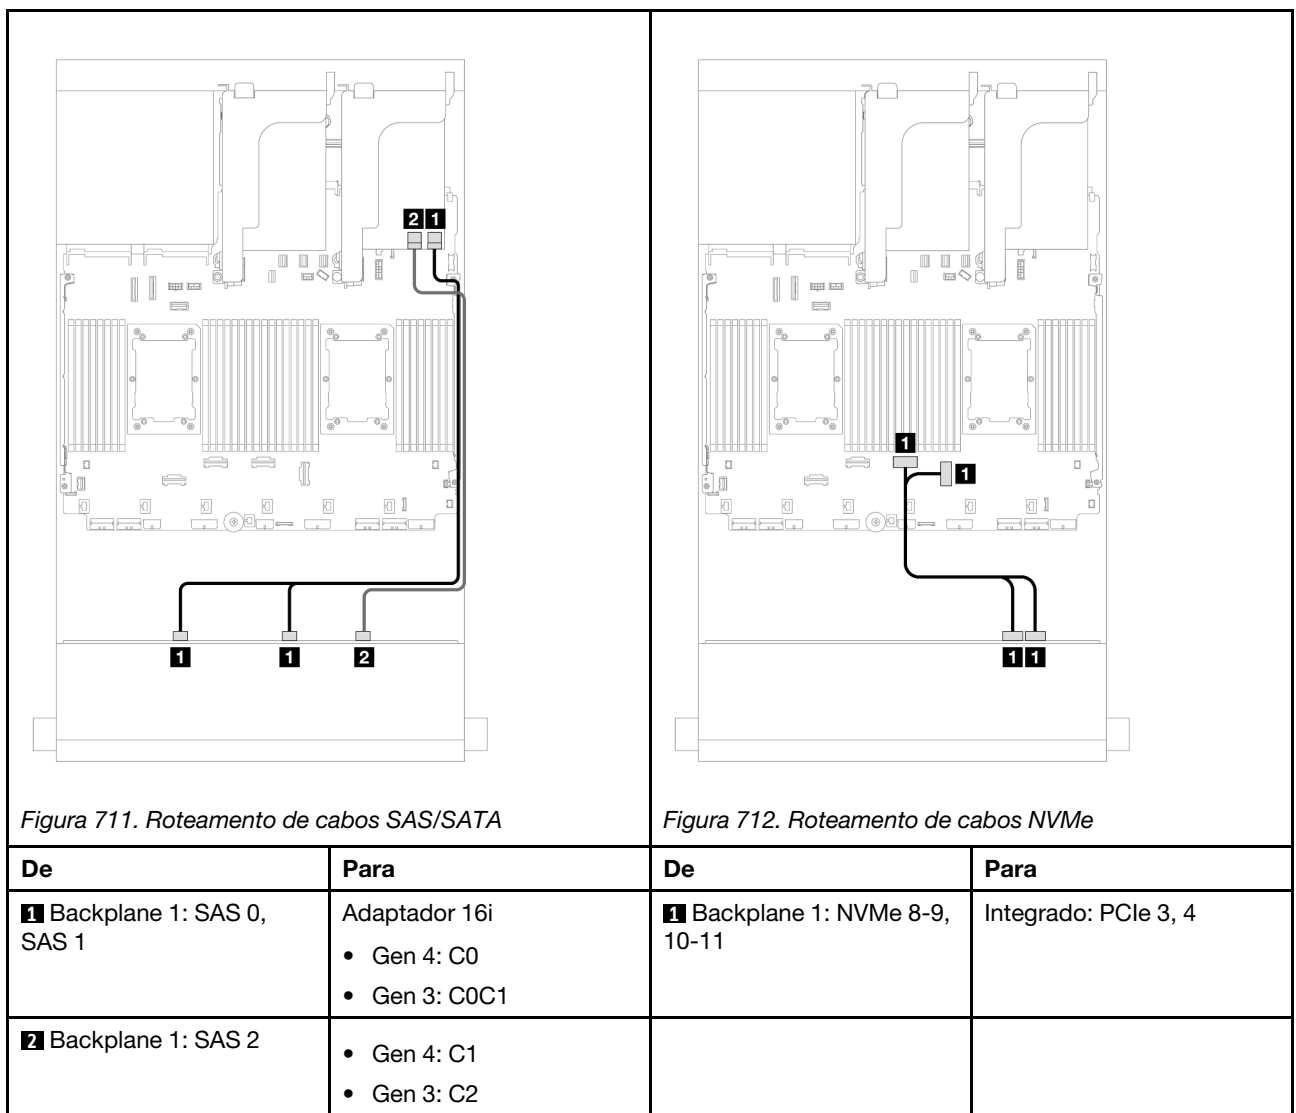 2 1
1 1 2
1
1
1 1
Figura 711. Roteamento de cabos SAS/SATA
Figura 712. Roteamento de cabos NVMe
De Para De Para
1 Backplane 1: SAS 0,
SAS 1
Adaptador 16i
• Gen 4: C0
• Gen 3: C0C1
1 Backplane 1: NVMe 8-9,
10-11
Integrado: PCIe 3, 4
2 Backplane 1: SAS 2
• Gen 4: C1
• Gen 3: C2